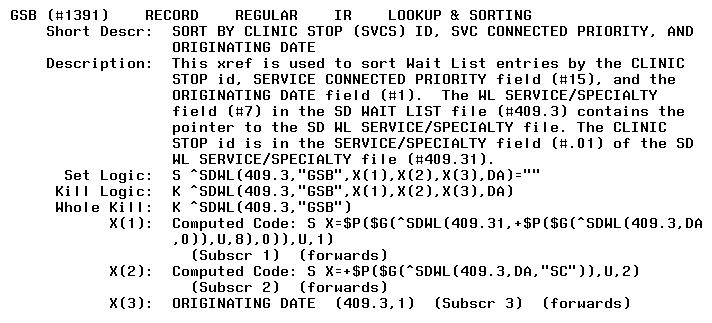 GSB (#1391)    RECORD    REGULAR    IR    LOOKUP & SORTING
Short Descr:  SORT BY CLINIC STOP (SVCS) ID, SVC CONNECTED PRIORITY, AND
ORIGINATING DATE
Description:  This xref is used to sort Wait List entries by the CLINIC
STOP id, SERVICE CONNECTED PRIORITY field (#15), and the
ORIGINATING DATE field (#1).  The WL SERVICE/SPECIALTY
field (#7) in the SD WAIT LIST file (#409.3) contains the
pointer to the SD WL SERVICE/SPECIALTY file. The CLINIC
STOP id is in the SERVICE/SPECIALTY field (#.01) of the SD
WL SERVICE/SPECIALTY file (#409.31).
Set Logic:  S ^SDWL(409.3,"GSB",X(1),X(2),X(3),DA)=""
Kill Logic:  K ^SDWL(409.3,"GSB",X(1),X(2),X(3),DA)
Whole Kill:  K ^SDWL(409.3,"GSB")
X(1):  Computed Code: S X=$P($G(^SDWL(409.31,+$P($G(^SDWL(409.3,DA
,0)),U,8),0)),U,1)
(Subscr 1)  (forwards)
X(2):  Computed Code: S X=+$P($G(^SDWL(409.3,DA,"SC")),U,2)
(Subscr 2)  (forwards)
X(3):  ORIGINATING DATE  (409.3,1)  (Subscr 3)  (forwards)